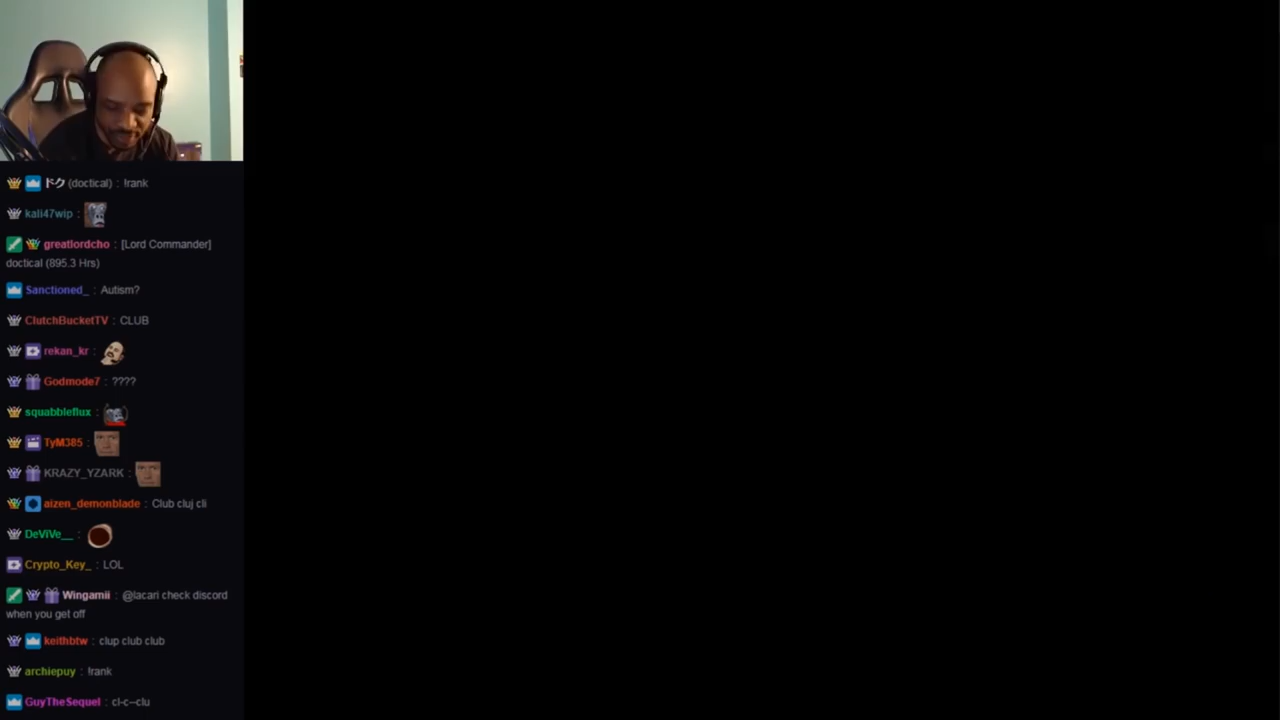 ドク (doctical) : !rank
kali47wip :
greatlordcho : [Lord Commander]
doctical (895.3 Hrs)
Sanctioned_ : Autism?
ClutchBucketTV : CLUB
rekan_kr :
Godmode7 : ????
squabbleflux :
TyM385 :
KRAZY_YZARK :
aizen_demonblade : Club cluj cli
DeViVe__ :
Crypto_Key_ : LOL
Wingamii : @lacari check discord
when you get off
keithbtw : clup club club
archiepuy : !rank
GuyTheSequel : cl-c--clu